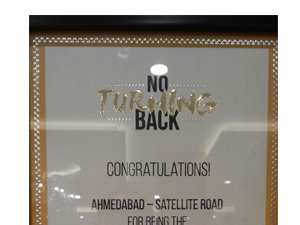 NO
TURNING
BACK
CONGRATULATIONS!
AHMEDABAD – SATELLITE ROAD
FOR BEING THE